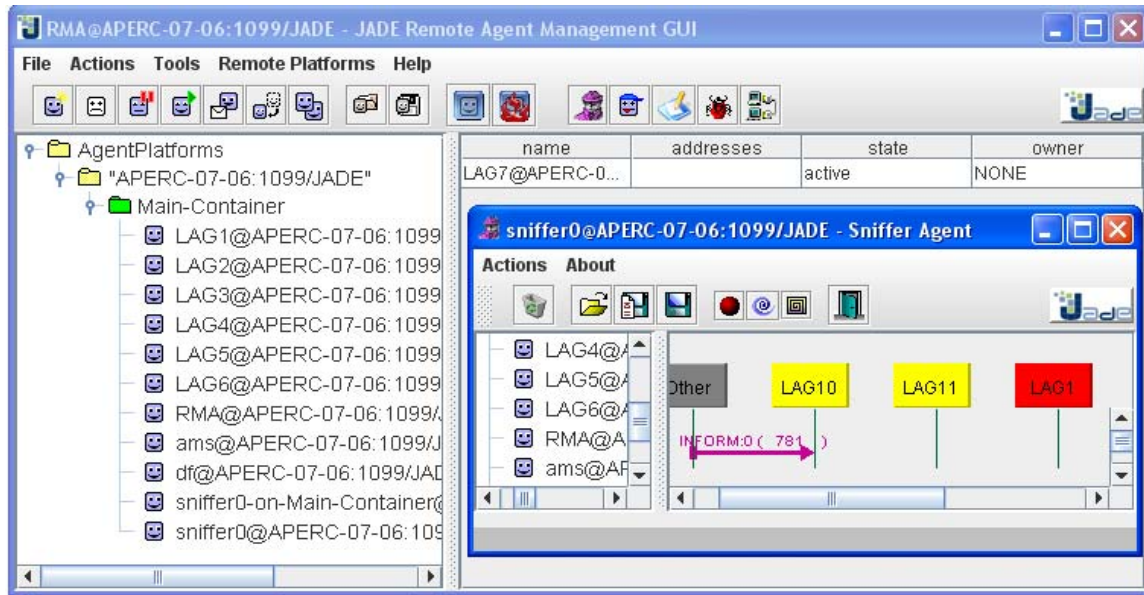 RMA@APERC-07-06:1099/JADE - JADE Remote Agent Management GUI
File Actions Tools Remote Platforms Help
Jade
AgentPlatforms
"APERC-07-06:1099/JADE"
Main-Container
LAG1@APERC-07-06:1099
LAG2@APERC-07-06:1099
LAG3@APERC-07-06:1099
LAG4@APERC-07-06:1099
LAG5@APERC-07-06:1099
LAG6@APERC-07-06:1099
RMA@APERC-07-06:1099/
ams@APERC-07-06:1099/J
df@APERC-07-06:1099/JAD
sniffer0-on-Main-Container@
sniffer0@APERC-07-06:109
name addresses state owner
LAG7@APERC-0... active NONE
sniffer0@APERC-07-06:1099/JADE - Sniffer Agent
Actions About
Jade
LAG4@A
LAG5@A
LAG6@A
RMA@A
ams@AF
Other LAG10 LAG11 LAG1
INFORM:0 ( 781 )